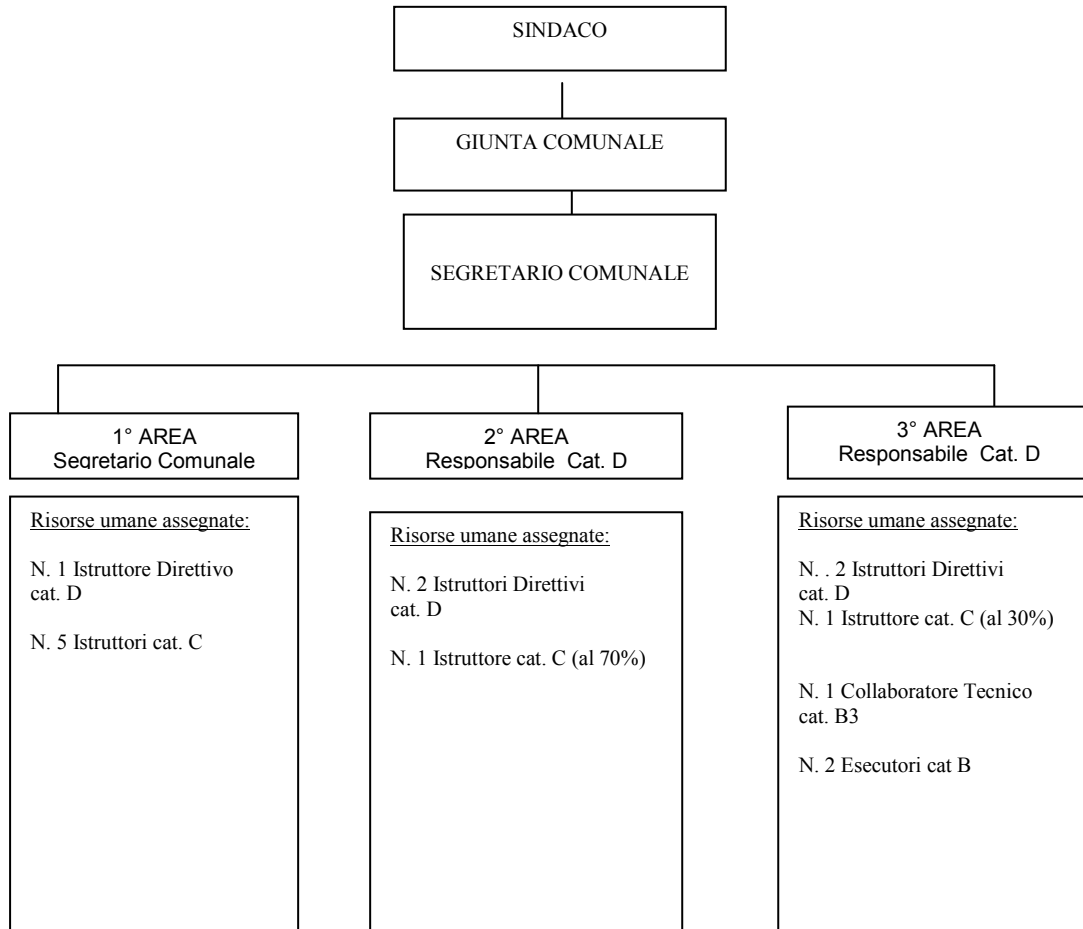 SINDACO
GIUNTA COMUNALE
SEGRETARIO COMUNALE
1° AREA
Segretario Comunale
2° AREA
Responsabile Cat. D
3° AREA
Responsabile Cat. D
Risorse umane assegnate:
N. 1 Istruttore Direttivo
cat. D
N. 5 Istruttori cat. C
Risorse umane assegnate:
N. 2 Istruttori Direttivi
cat. D
N. 1 Istruttore cat. C (al 70%)
Risorse umane assegnate:
N. . 2 Istruttori Direttivi
cat. D
N. 1 Istruttore cat. C (al 30%)
N. 1 Collaboratore Tecnico
cat. B3
N. 2 Esecutori cat B